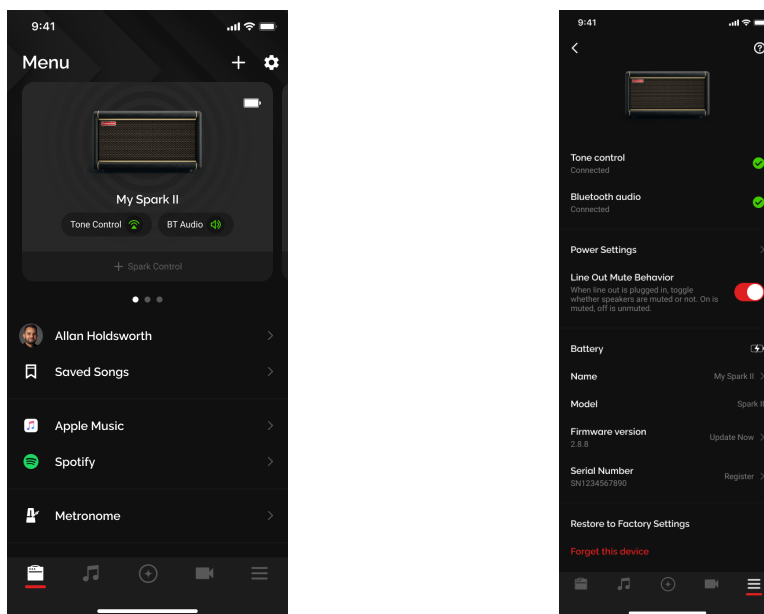 9:41
Menu
My Spark II
Tone Control
BT Audio
+ Spark Control
Allan Holdsworth
Saved Songs
Apple Music
Spotify
Metronome
9:41
Tone control
Connected
Bluetooth audio
Connected
Power Settings
Line Out Mute Behavior
When line out is plugged in, toggle
whether speakers are muted or not. On is
muted, off is unmuted.
Battery
Name
My Spark II
Model
Spark II
Firmware version
2.8.8
Update Now
Serial Number
SN1234567890
Register
Restore to Factory Settings
Forget this device